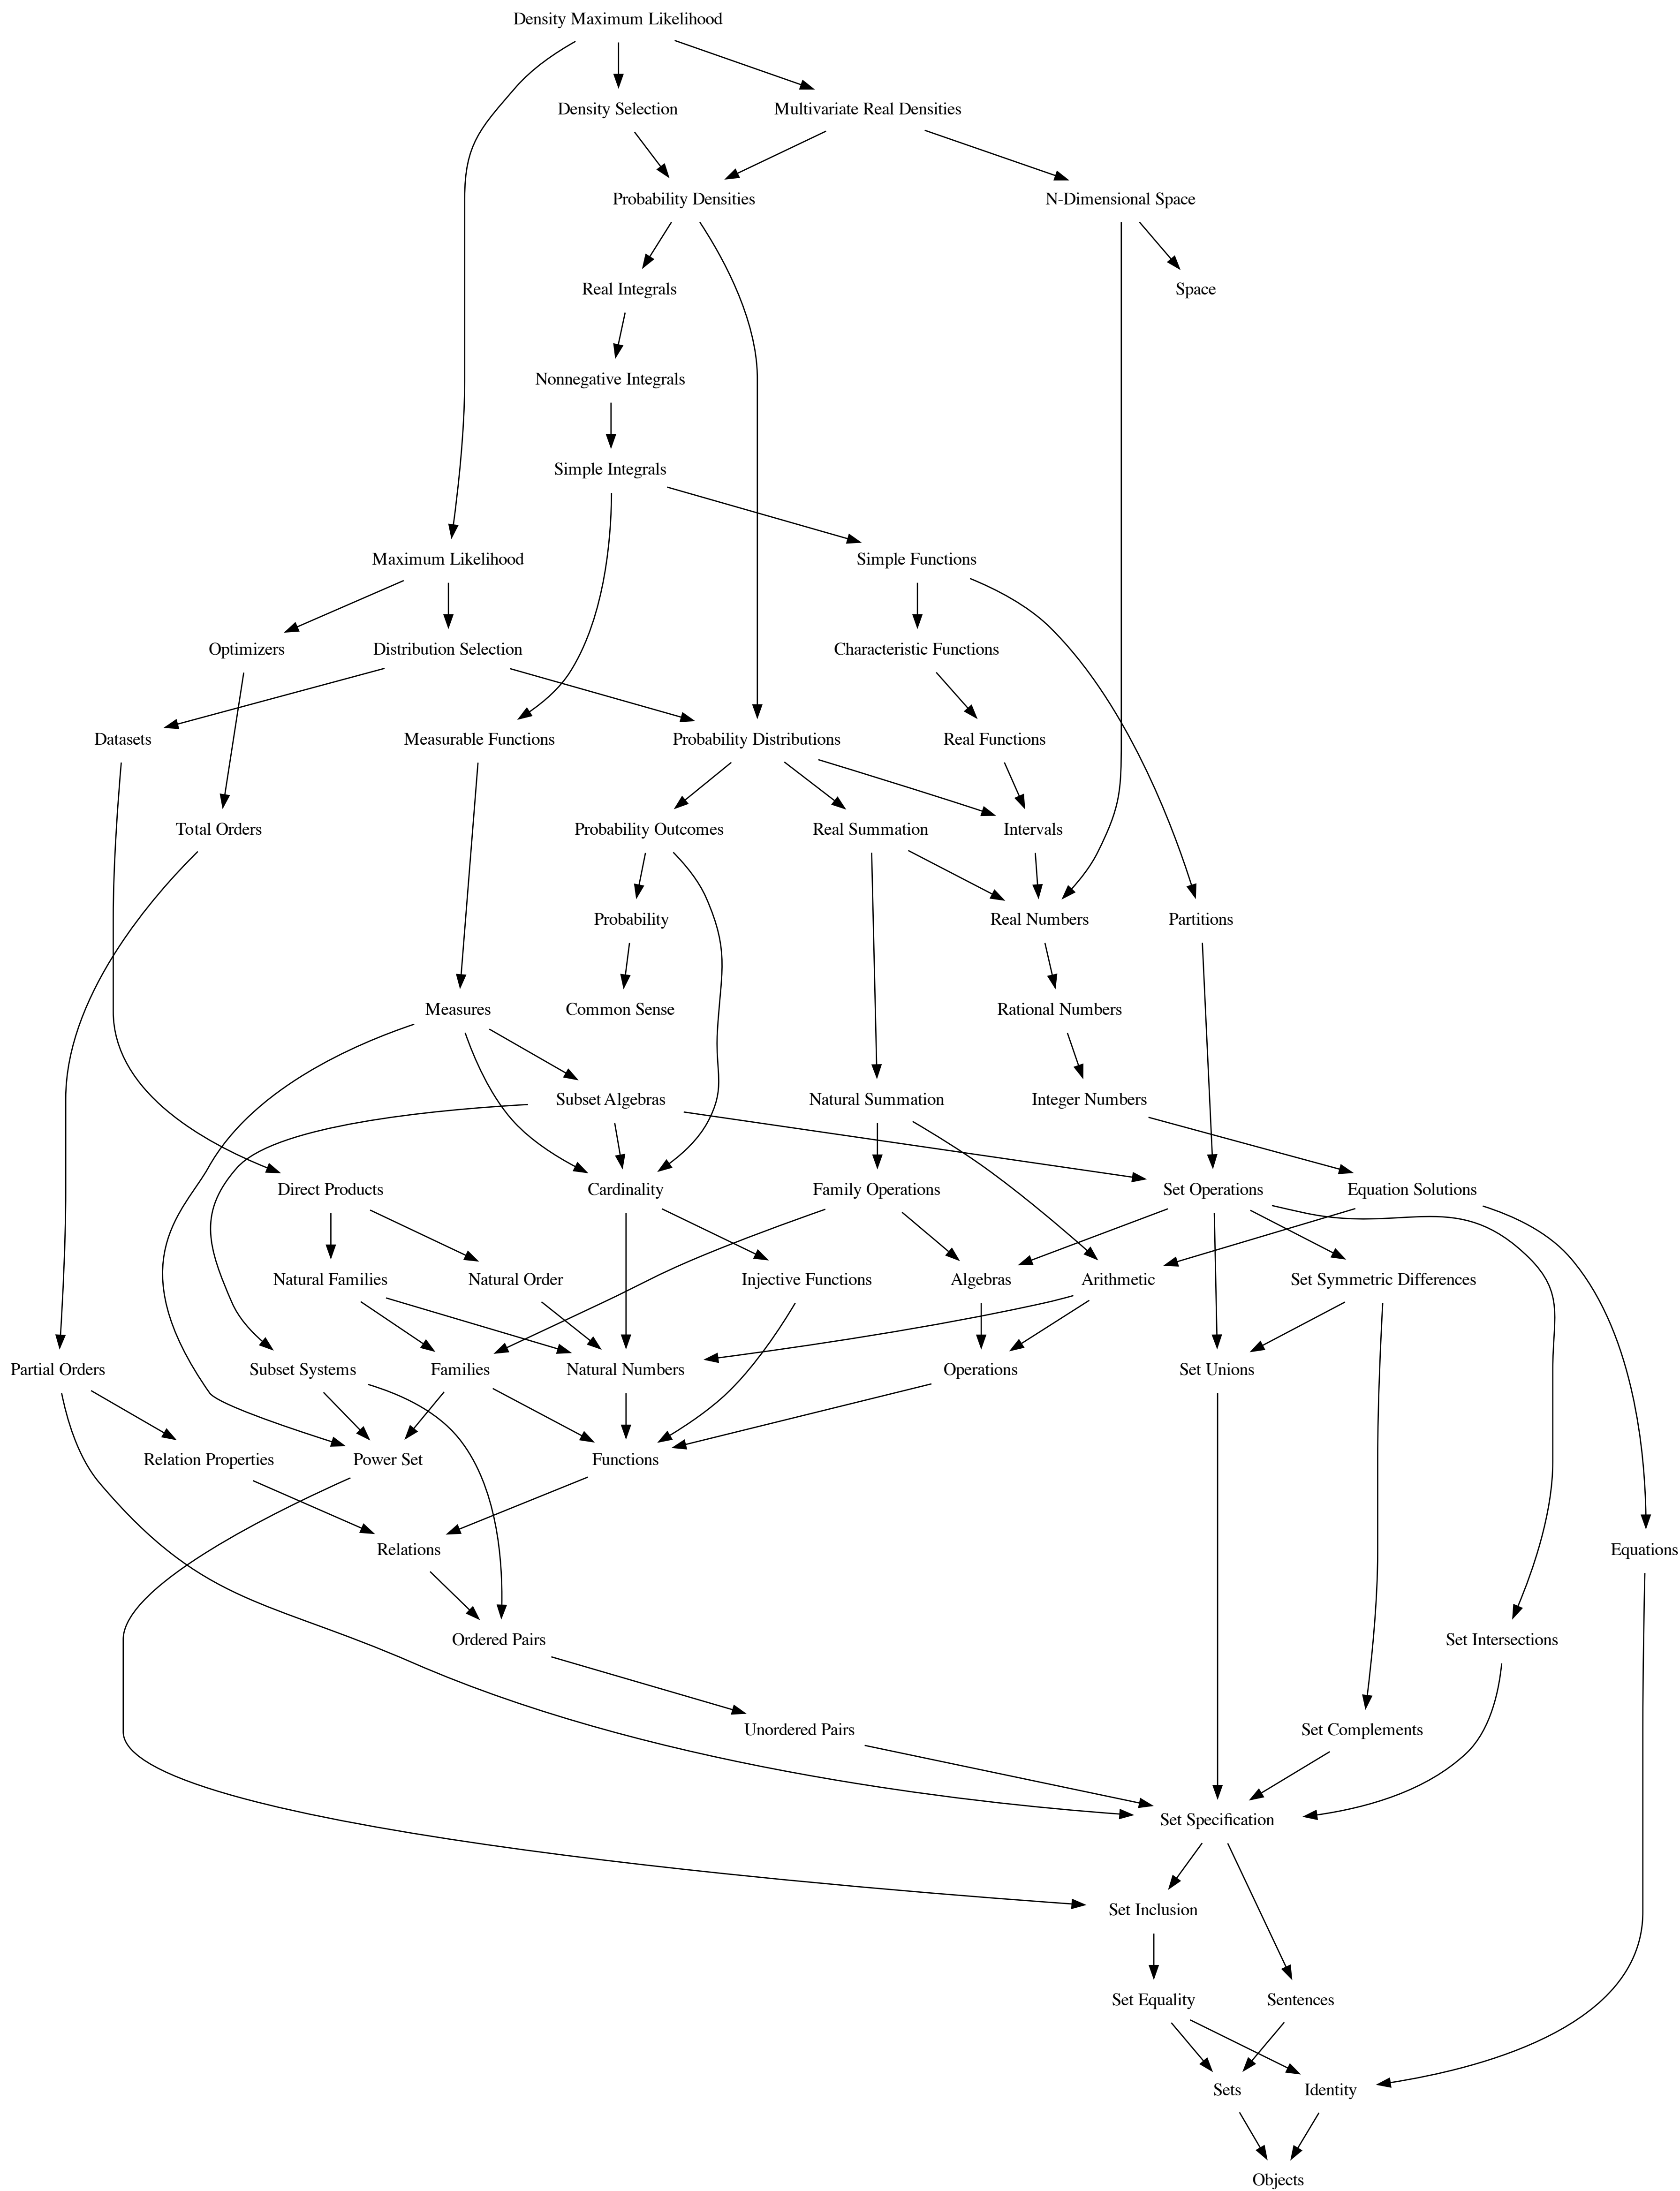 Density Maximum Likelihood
Density Selection
Multivariate Real Densities
Probability Densities
N-Dimensional Space
Real Integrals
Space
Nonnegative Integrals
Simple Integrals
Maximum Likelihood
Simple Functions
Optimizers
Distribution Selection
Characteristic Functions
Datasets
Measurable Functions
Probability Distributions
Real Functions
Total Orders
Probability Outcomes
Real Summation
Intervals
Probability
Real Numbers
Partitions
Measures
Common Sense
Rational Numbers
Subset Algebras
Natural Summation
Integer Numbers
Direct Products
Cardinality
Family Operations
Set Operations
Equation Solutions
Natural Families
Natural Order
Injective Functions
Algebras
Arithmetic
Set Symmetric Differences
Partial Orders
Subset Systems
Families
Natural Numbers
Operations
Set Unions
Relation Properties
Power Set
Functions
Relations
Equations
Ordered Pairs
Set Intersections
Unordered Pairs
Set Complements
Set Specification
Set Inclusion
Set Equality
Sentences
Sets
Identity
Objects